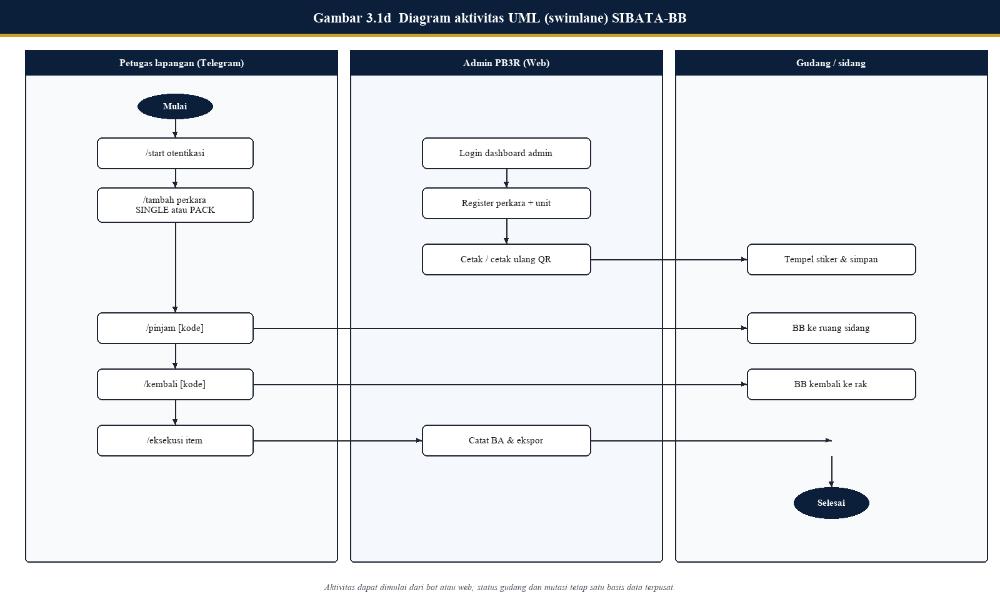 Gambar 3.1d  Diagram aktivitas UML (swimlane) SIBATA-BB
Petugas lapangan (Telegram)
Admin PB3R (Web)
Gudang / sidang
Mulai
/start otentikasi
Login dashboard admin
/tambah perkara
SINGLE atau PACK
Register perkara + unit
Cetak / cetak ulang QR
Tempel stiker & simpan
/pinjam [kode]
BB ke ruang sidang
/kembali [kode]
BB kembali ke rak
/eksekusi item
Catat BA & ekspor
Selesai
Aktivitas dapat dimulai dari bot atau web; status gudang dan mutasi tetap satu basis data terpusat.